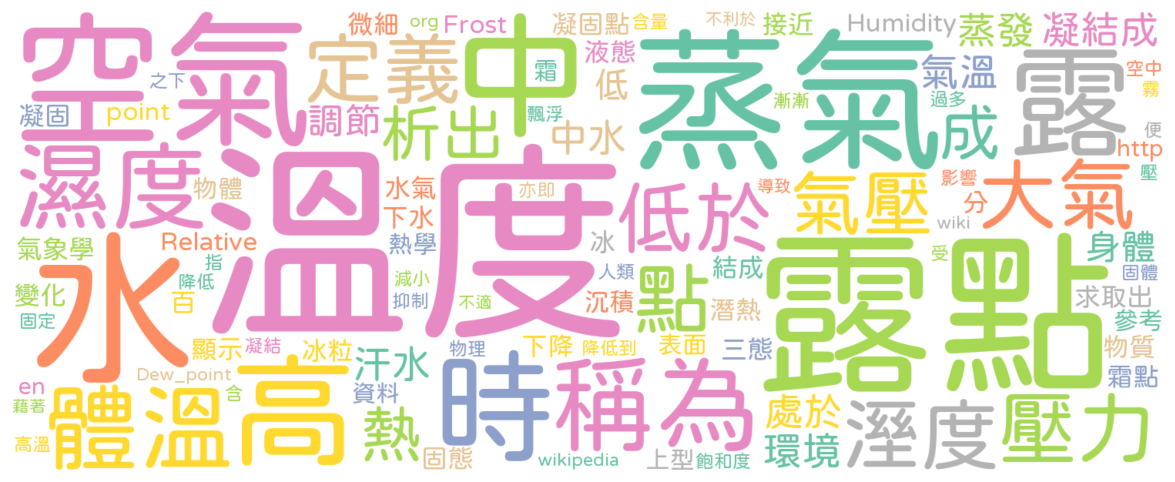 空氣
微細
org
Frost
凝固點
含量
不利於
接近
Humidity
蒸發
凝結成
之下
定義
中
液態
霜
低
蒸氣
氣溫
露
空中
霧
凝固
point
調節
析出
飄浮
中水
漸漸
過多
成
便
http
濕度
物體
溫度
水氣
亦即
低於
導致
氣壓
影響
大氣
壓
下水
分
wiki
氣象學
水
Relative
熱學
冰
露點
受
身體
指
降低
減小
人類
點
結成
固體
變化
百
抑制
不適
沉積
潛熱
求取出
固定
參考
顯示
凝結
冰粒
汗水
時
物理
下降
降低到
表面
三態
物質
en
Dew_point
稱為
霜點
藉著
體溫
含
高
資料
熱
處於
溼度
壓力
高溫
固態
wikipedia
上型
飽和度
環境